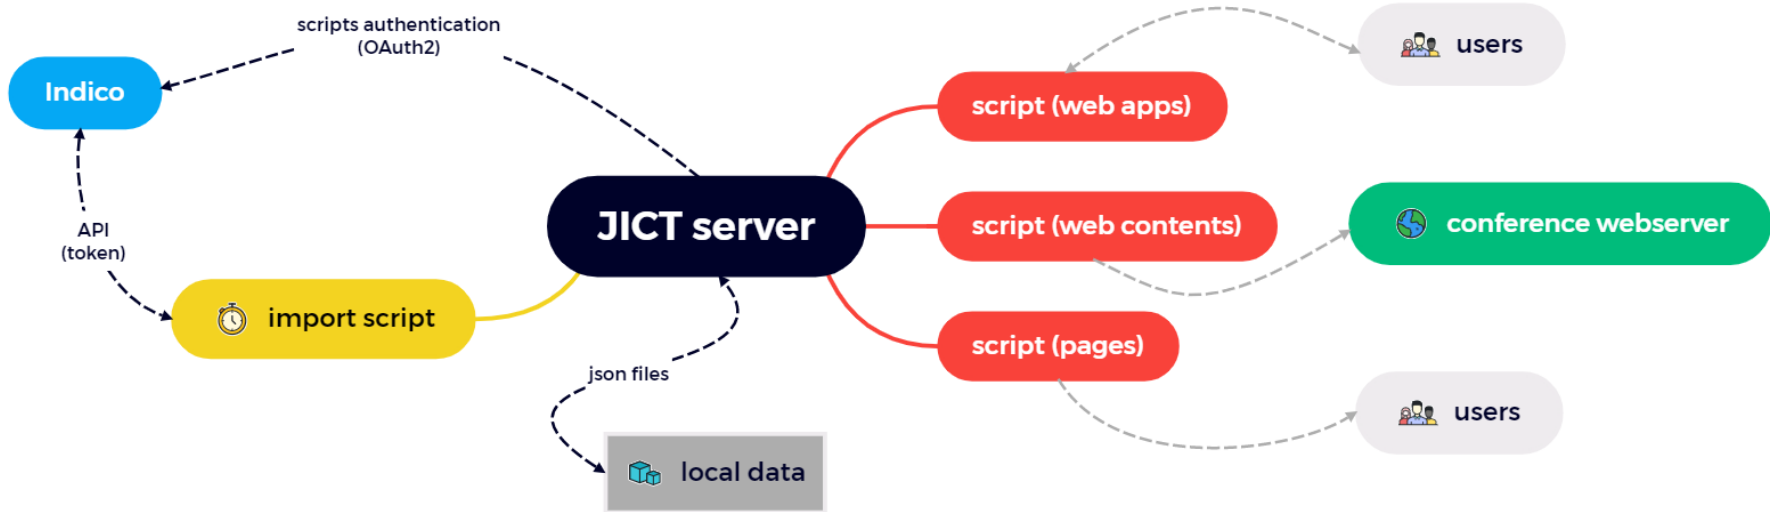 scripts authentication
(OAuth2)
Indico
users
script (web apps)
JICT server
script (web contents)
conference webserver
API
(token)
import script
script (pages)
json files
users
local data